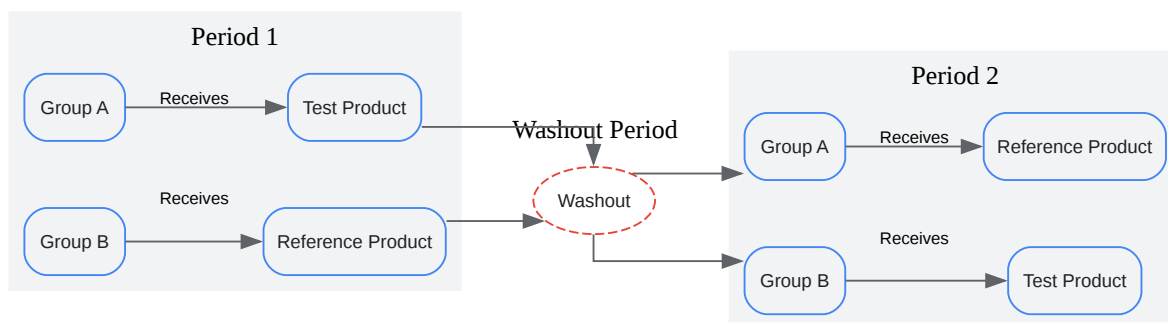 Period 1
Group A
Receives
Test Product
Receives
Group B
Reference Product
Washout Period
Washout
Period 2
Group A
Receives
Reference Product
Receives
Group B
Test Product